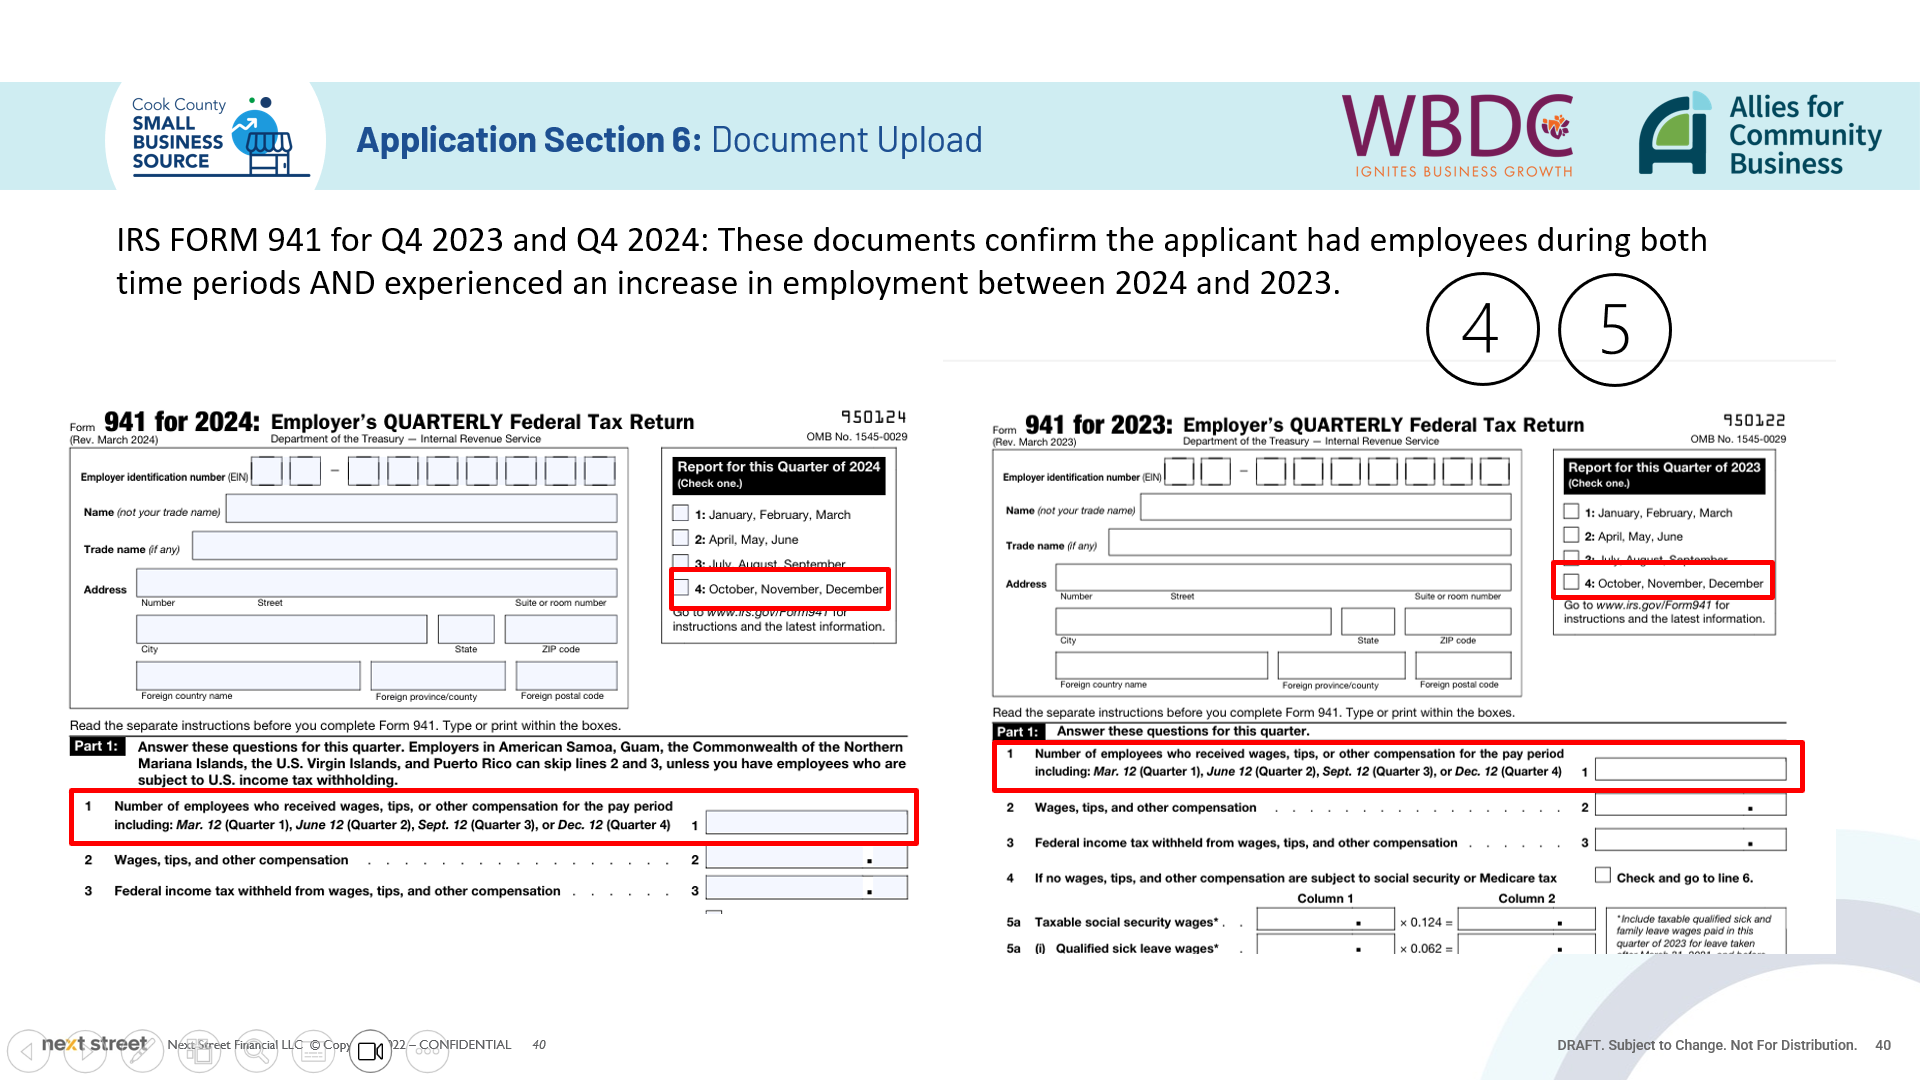 Cook County
SMALL
BUSINESS
SOURCE
Application Section 6: Document Upload
WBDC
IGNITES BUSINESS GROWTH
Allies for
Community
Business
IRS FORM 941 for Q4 2023 and Q4 2024: These documents confirm the applicant had employees during both
time periods AND experienced an increase in employment between 2024 and 2023.
4 5
Form 941 for 2024: Employer's QUARTERLY Federal Tax Return
950124
(Rev. March 2024) Department of the Treasury — Internal Revenue Service
OMB No. 1545-0029
Employer identification number (EIN) –
Name (not your trade name)
Trade name (if any)
Address
Number Street Suite or room number
City State ZIP code
Foreign country name Foreign province/county Foreign postal code
Report for this Quarter of 2024
(Check one.)
1: January, February, March
2: April, May, June
3: July, August, September
4: October, November, December
Go to www.irs.gov/Form941 for
instructions and the latest information.
Read the separate instructions before you complete Form 941. Type or print within the boxes.
Part 1: Answer these questions for this quarter. Employers in American Samoa, Guam, the Commonwealth of the Northern
Mariana Islands, the U.S. Virgin Islands, and Puerto Rico can skip lines 2 and 3, unless you have employees who are
subject to U.S. income tax withholding.
1 Number of employees who received wages, tips, or other compensation for the pay period
including: Mar. 12 (Quarter 1), June 12 (Quarter 2), Sept. 12 (Quarter 3), or Dec. 12 (Quarter 4) 1
2 Wages, tips, and other compensation . . . . . . . . . . . . . . . . 2 .
3 Federal income tax withheld from wages, tips, and other compensation . . . . . . 3 .
Form 941 for 2023: Employer's QUARTERLY Federal Tax Return
950122
(Rev. March 2023) Department of the Treasury — Internal Revenue Service
OMB No. 1545-0029
Employer identification number (EIN) –
Name (not your trade name)
Trade name (if any)
Address
Number Street Suite or room number
City State ZIP code
Foreign country name Foreign province/county Foreign postal code
Report for this Quarter of 2023
(Check one.)
1: January, February, March
2: April, May, June
3: July, August, September
4: October, November, December
Go to www.irs.gov/Form941 for
instructions and the latest information.
Read the separate instructions before you complete Form 941. Type or print within the boxes.
Part 1: Answer these questions for this quarter.
1 Number of employees who received wages, tips, or other compensation for the pay period
including: Mar. 12 (Quarter 1), June 12 (Quarter 2), Sept. 12 (Quarter 3), or Dec. 12 (Quarter 4) 1
2 Wages, tips, and other compensation . . . . . . . . . . . . . . . . 2 .
3 Federal income tax withheld from wages, tips, and other compensation . . . . . . 3 .
4 If no wages, tips, and other compensation are subject to social security or Medicare tax Check and go to line 6.
Column 1 Column 2
5a Taxable social security wages* . . . × 0.124 = .
5a (i) Qualified sick leave wages* . . × 0.062 = .
*Include taxable qualified sick and
family leave wages paid in this
quarter of 2023 for leave taken
next street
Next Street Financial LLC © 22 – CONFIDENTIAL 40
DRAFT. Subject to Change. Not For Distribution. 40